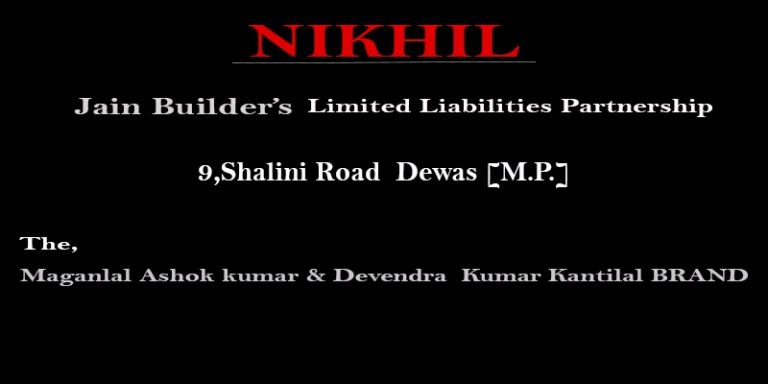 NIKHIL
Jain Builder’s Limited Liabilities Partnership
9,Shalini Road Dewas [M.P.]
The,
Maganlal Ashok kumar & Devendra Kumar Kantilal BRAND